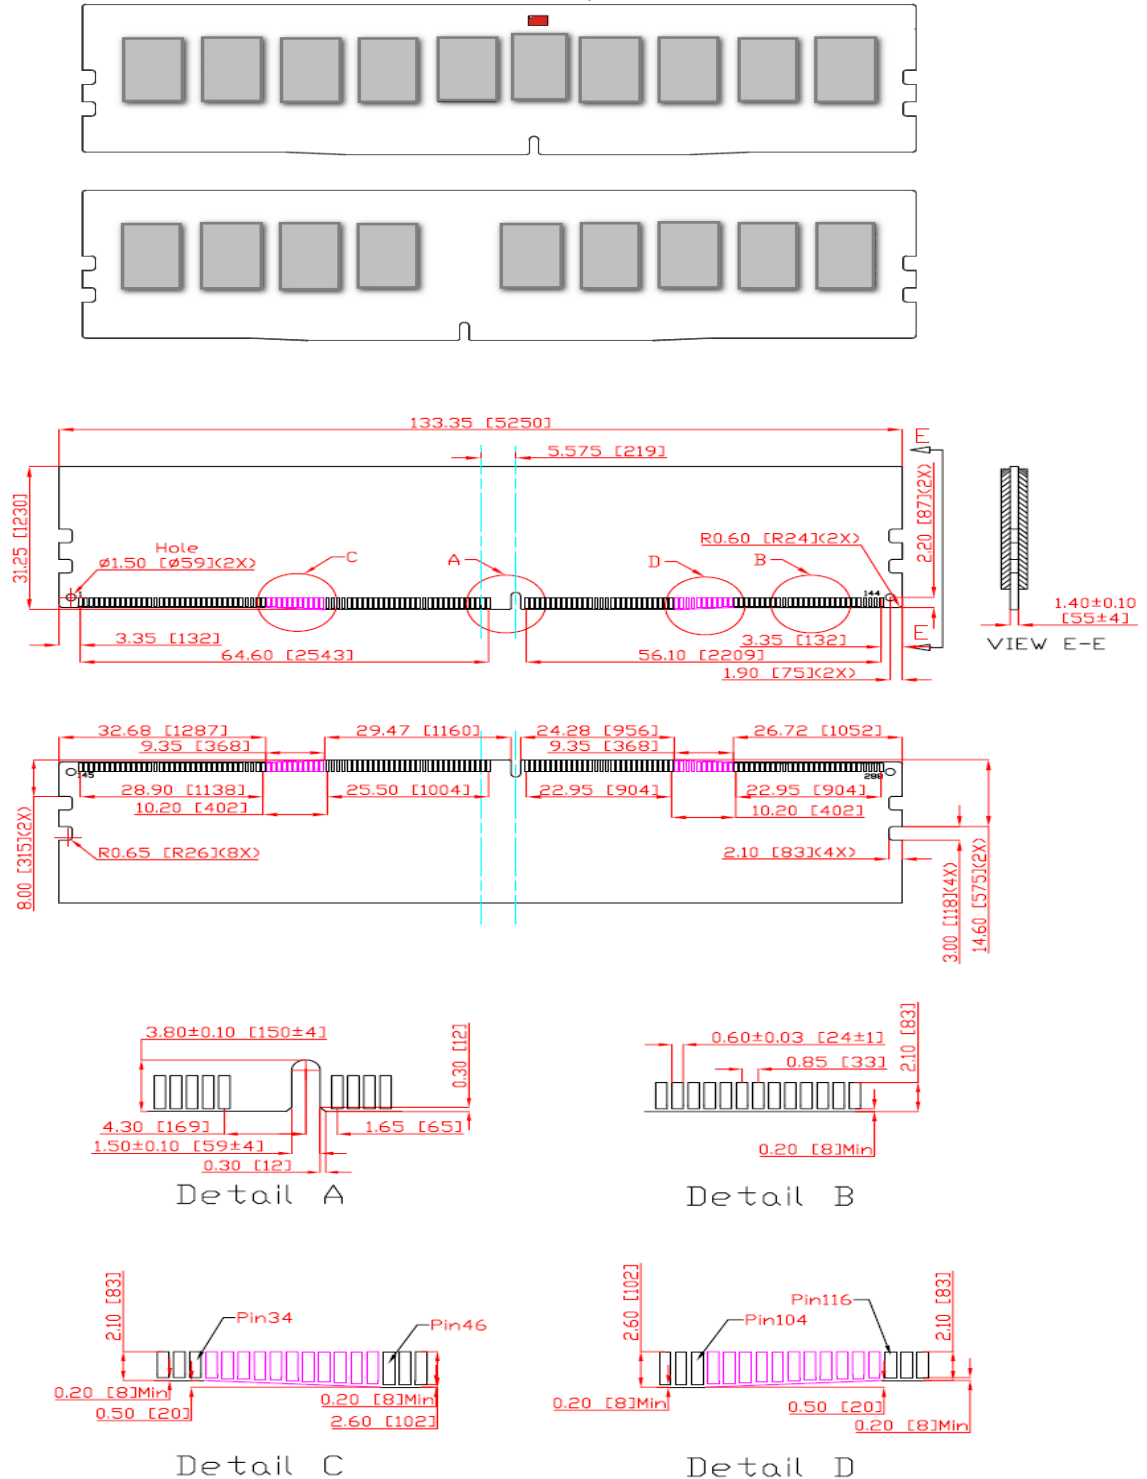 133.35 [5250]
5.575 [219]
E
31.25 [1230]
2.20 [87](2X)
Hole
ø1.50 [ø59](2X)
C
A
D
B
R0.60 [R24](2X)
1
144
1.40±0.10
[55±4]
VIEW E-E
E
3.35 [132]
3.35 [132]
64.60 [2543]
56.10 [2209]
1.90 [75](2X)
32.68 [1287]
29.47 [1160]
24.28 [956]
26.72 [1052]
9.35 [368]
9.35 [368]
145
288
28.90 [1138]
25.50 [1004]
22.95 [904]
22.95 [904]
10.20 [402]
10.20 [402]
8.00 [315](2X)
R0.65 [R26](8X)
2.10 [83](4X)
3.00 [118](4X)
14.60 [575](2X)
3.80±0.10 [150±4]
0.30 [12]
4.30 [169]
1.65 [65]
1.50±0.10 [59±4]
0.30 [12]
Detail A
0.60±0.03 [24±1]
0.85 [33]
2.10 [83]
0.20 [8]Min
Detail B
2.10 [83]
Pin34
Pin46
0.20 [8]Min
0.50 [20]
0.20 [8]Min
2.60 [102]
Detail C
2.60 [102]
Pin116
Pin104
2.10 [83]
0.20 [8]Min
0.50 [20]
0.20 [8]Min
Detail D